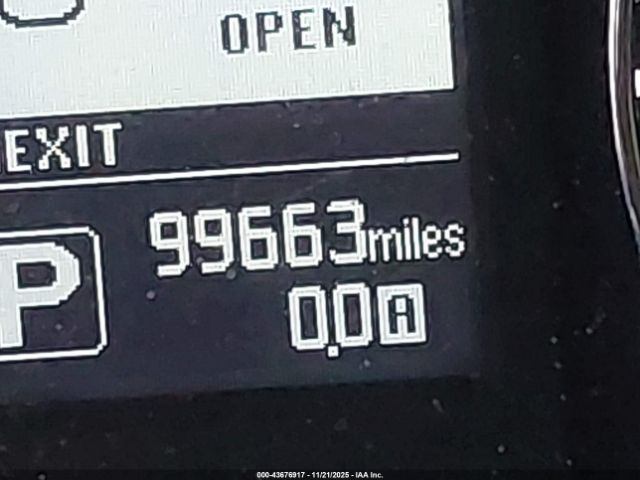 OPEN
EXIT
99663miles
P
0.0A
000-43676917 - 11/21/2025 - IAA Inc.